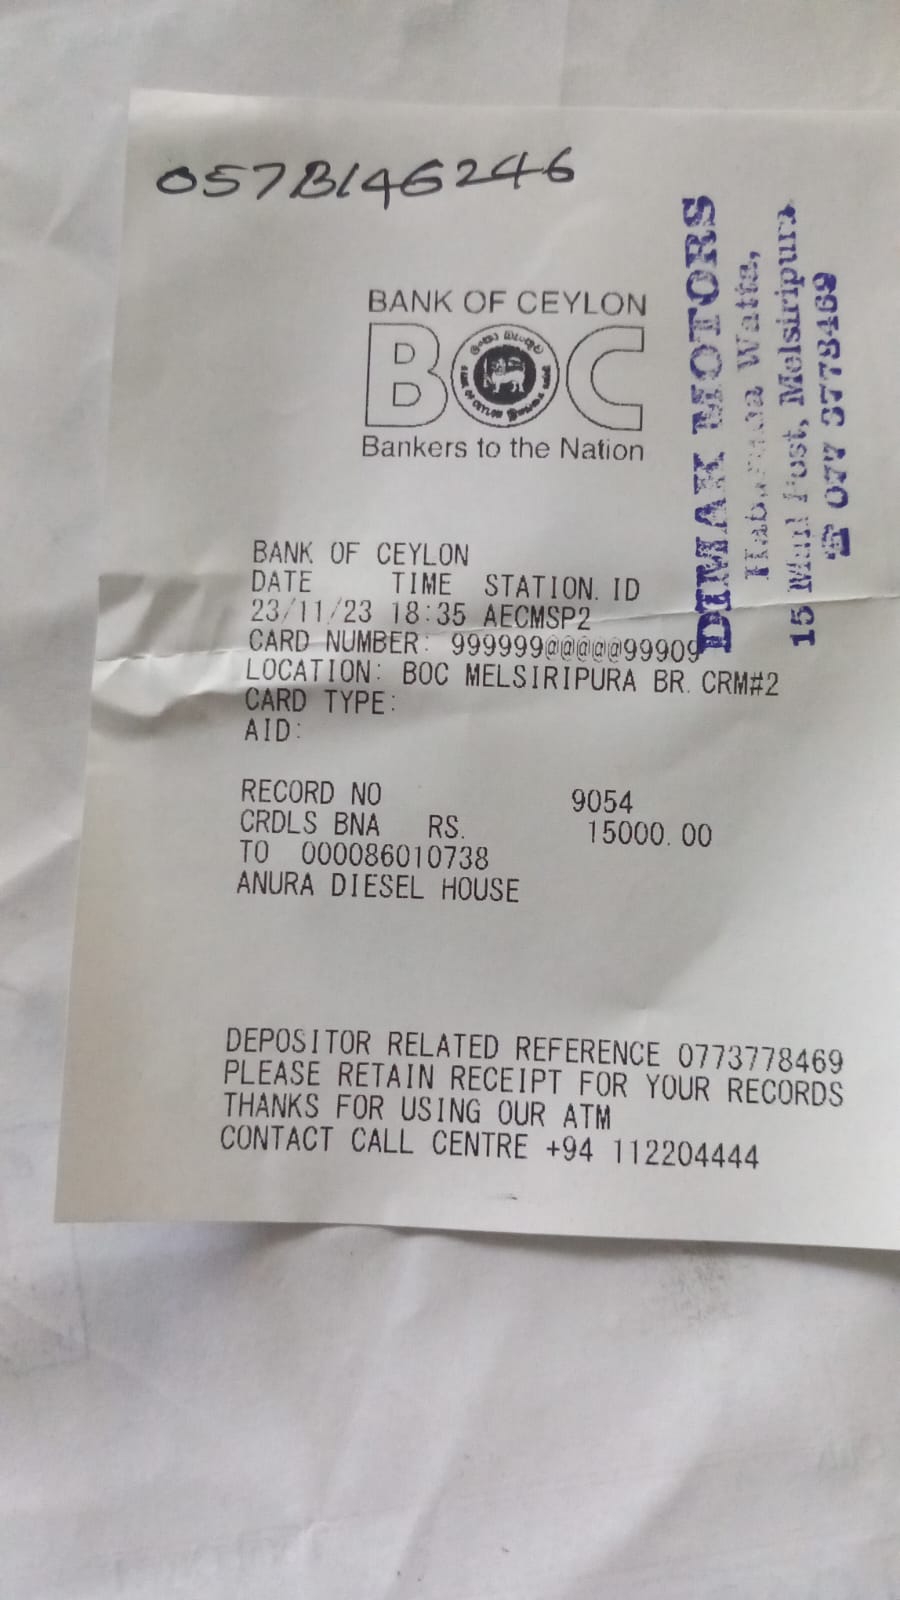 057B146246
BANK OF CEYLON
BOC
Bankers to the Nation
DIMAK MOTORS
Watta,
15 Post, Melsiripura
☎ 077 3778469
BANK OF CEYLON
DATE TIME STATION.ID
23/11/23 18:35 AECMSP2
CARD NUMBER: 999999@@@@@99909
LOCATION: BOC MELSIRIPURA BR. CRM#2
CARD TYPE:
AID:
RECORD NO 9054
CRDLS BNA RS. 15000.00
TO 000086010738
ANURA DIESEL HOUSE
DEPOSITOR RELATED REFERENCE 0773778469
PLEASE RETAIN RECEIPT FOR YOUR RECORDS
THANKS FOR USING OUR ATM
CONTACT CALL CENTRE +94 112204444